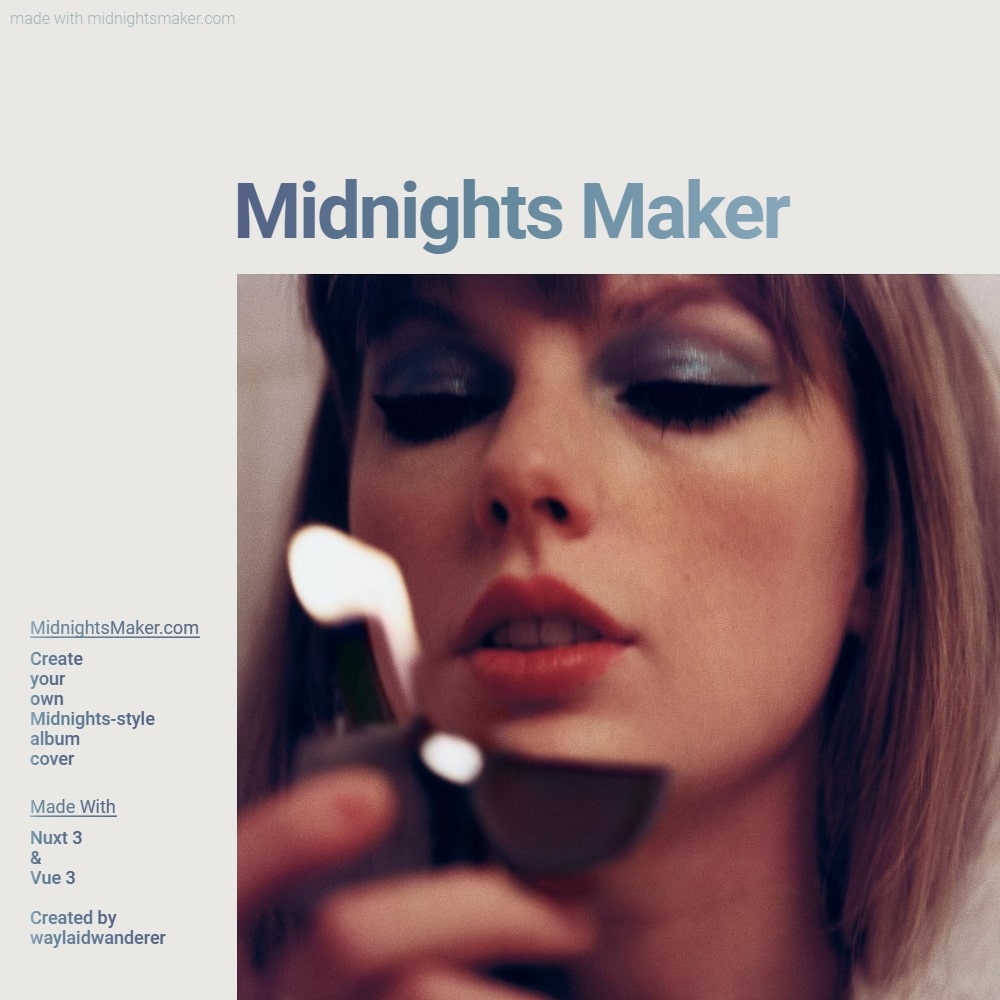 made with midnightsmaker.com
Midnights Maker
MidnightsMaker.com
Create
your
own
Midnights-style
album
cover
Made With
Nuxt 3
&
Vue 3
Created by
waylaidwanderer